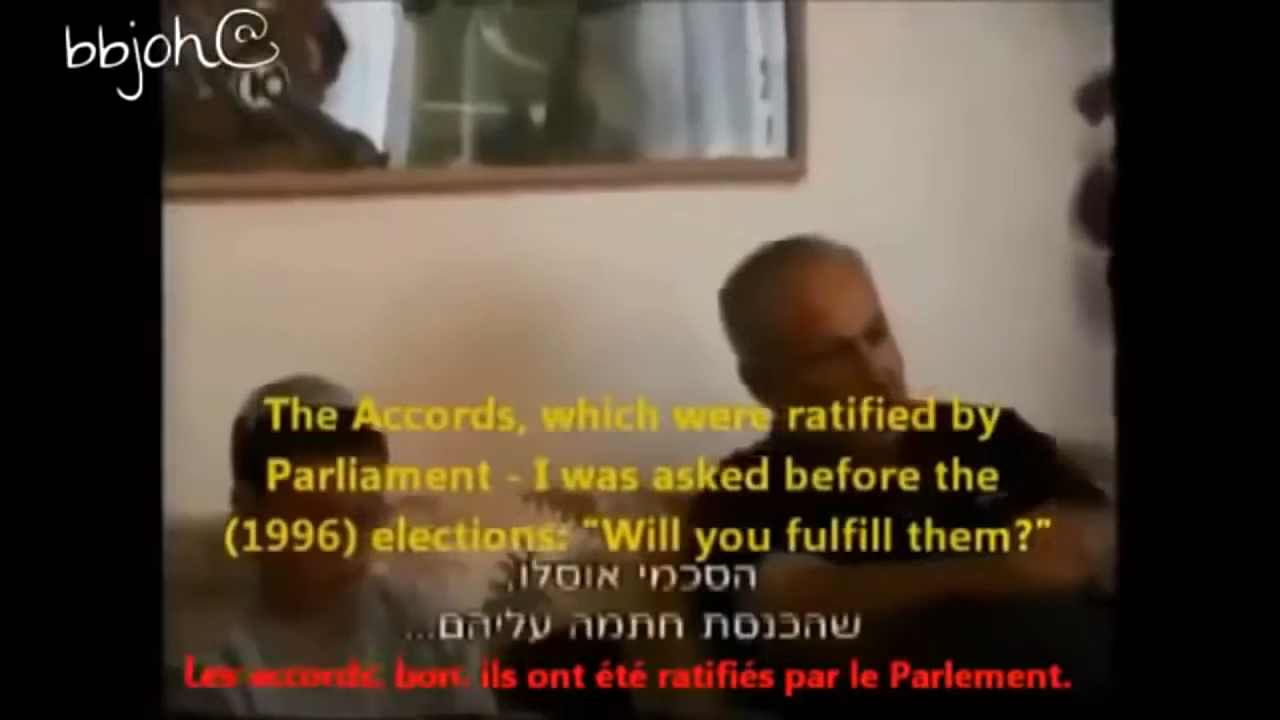 bbjoh@
10
The Accords, which were ratified by
Parliament - I was asked before the
(1996) elections: "Will you fulfill them?"
הסכמי אוסלו,
שהכנסת חתמה עליהם...
Les accords, bon, ils ont été ratifiés par le Parlement.